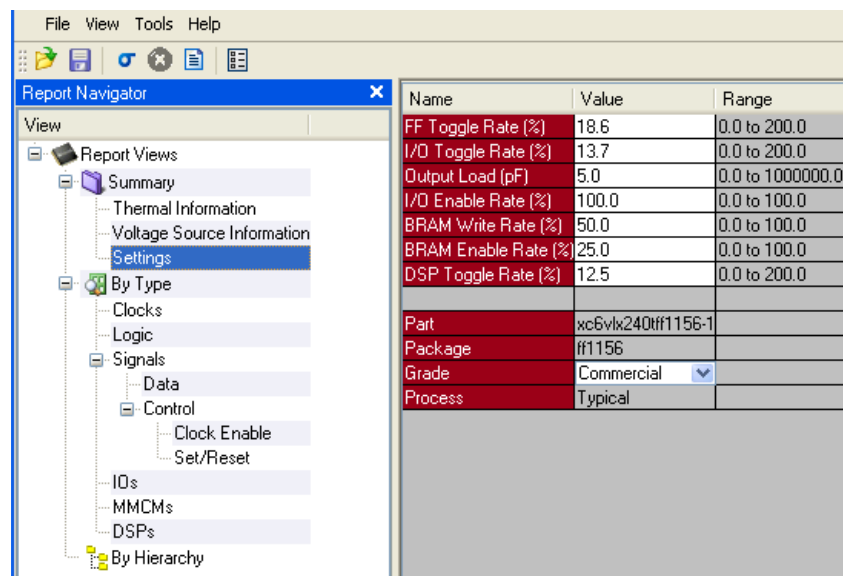 File View Tools Help
Report Navigator
View
Report Views
Summary
Thermal Information
Voltage Source Information
Settings
By Type
Clocks
Logic
Signals
Data
Control
Clock Enable
Set/Reset
IOs
MMCMs
DSPs
By Hierarchy
Name Value Range
FF Toggle Rate (%) 18.6 0.0 to 200.0
I/O Toggle Rate (%) 13.7 0.0 to 200.0
Output Load (pF) 5.0 0.0 to 1000000.0
I/O Enable Rate (%) 100.0 0.0 to 100.0
BRAM Write Rate (%) 50.0 0.0 to 100.0
BRAM Enable Rate (%) 25.0 0.0 to 100.0
DSP Toggle Rate (%) 12.5 0.0 to 200.0
Part xc6vlx240tff1156-1
Package ff1156
Grade Commercial
Process Typical